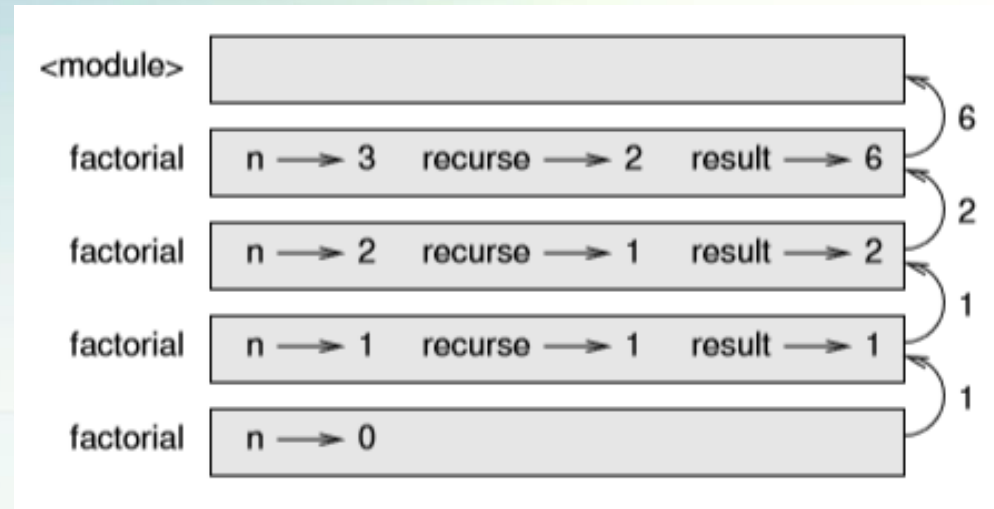 <module>
6
factorial n → 3 recurse → 2 result → 6
2
factorial n → 2 recurse → 1 result → 2
1
factorial n → 1 recurse → 1 result → 1
1
factorial n → 0